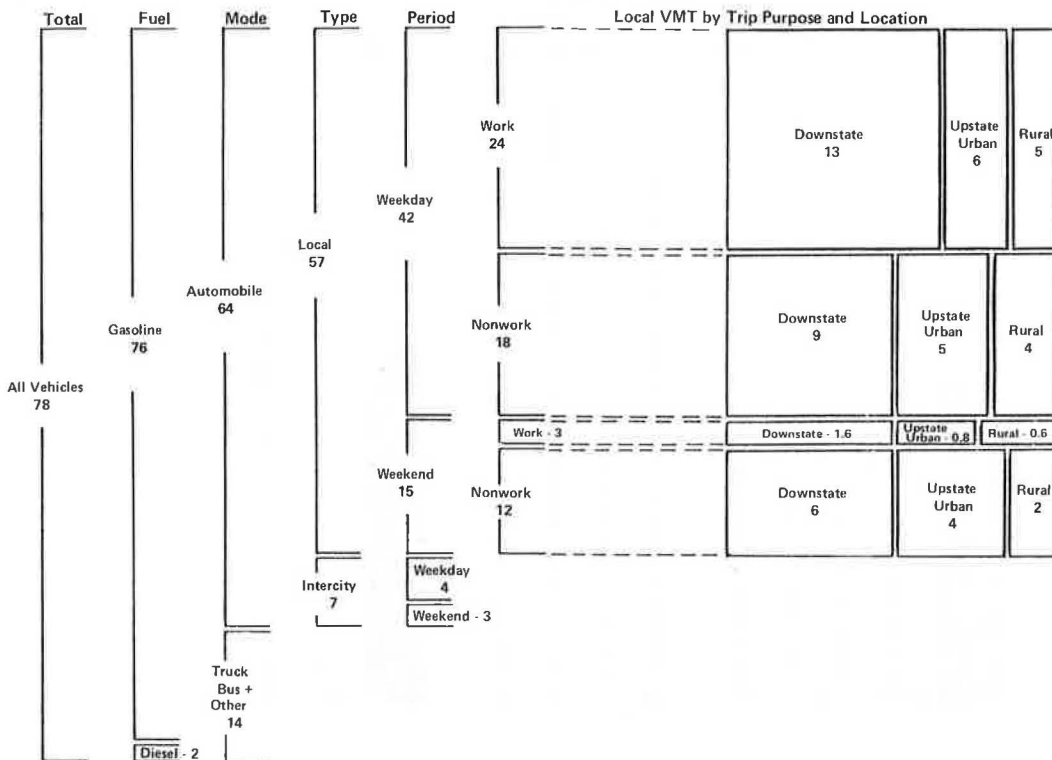 Total Fuel Mode Type Period Local VMT by Trip Purpose and Location
All Vehicles
78
Gasoline
76
Diesel - 2
Automobile
64
Truck
Bus +
Other
14
Local
57
Intercity
7
Weekday
42
Weekend
15
Weekday
4
Weekend - 3
Work
24
Downstate
13
Upstate
Urban
6
Rural
5
Nonwork
18
Downstate
9
Upstate
Urban
5
Rural
4
Work - 3
Downstate - 1.6
Upstate
Urban - 0.8
Rural - 0.6
Nonwork
12
Downstate
6
Upstate
Urban
4
Rural
2